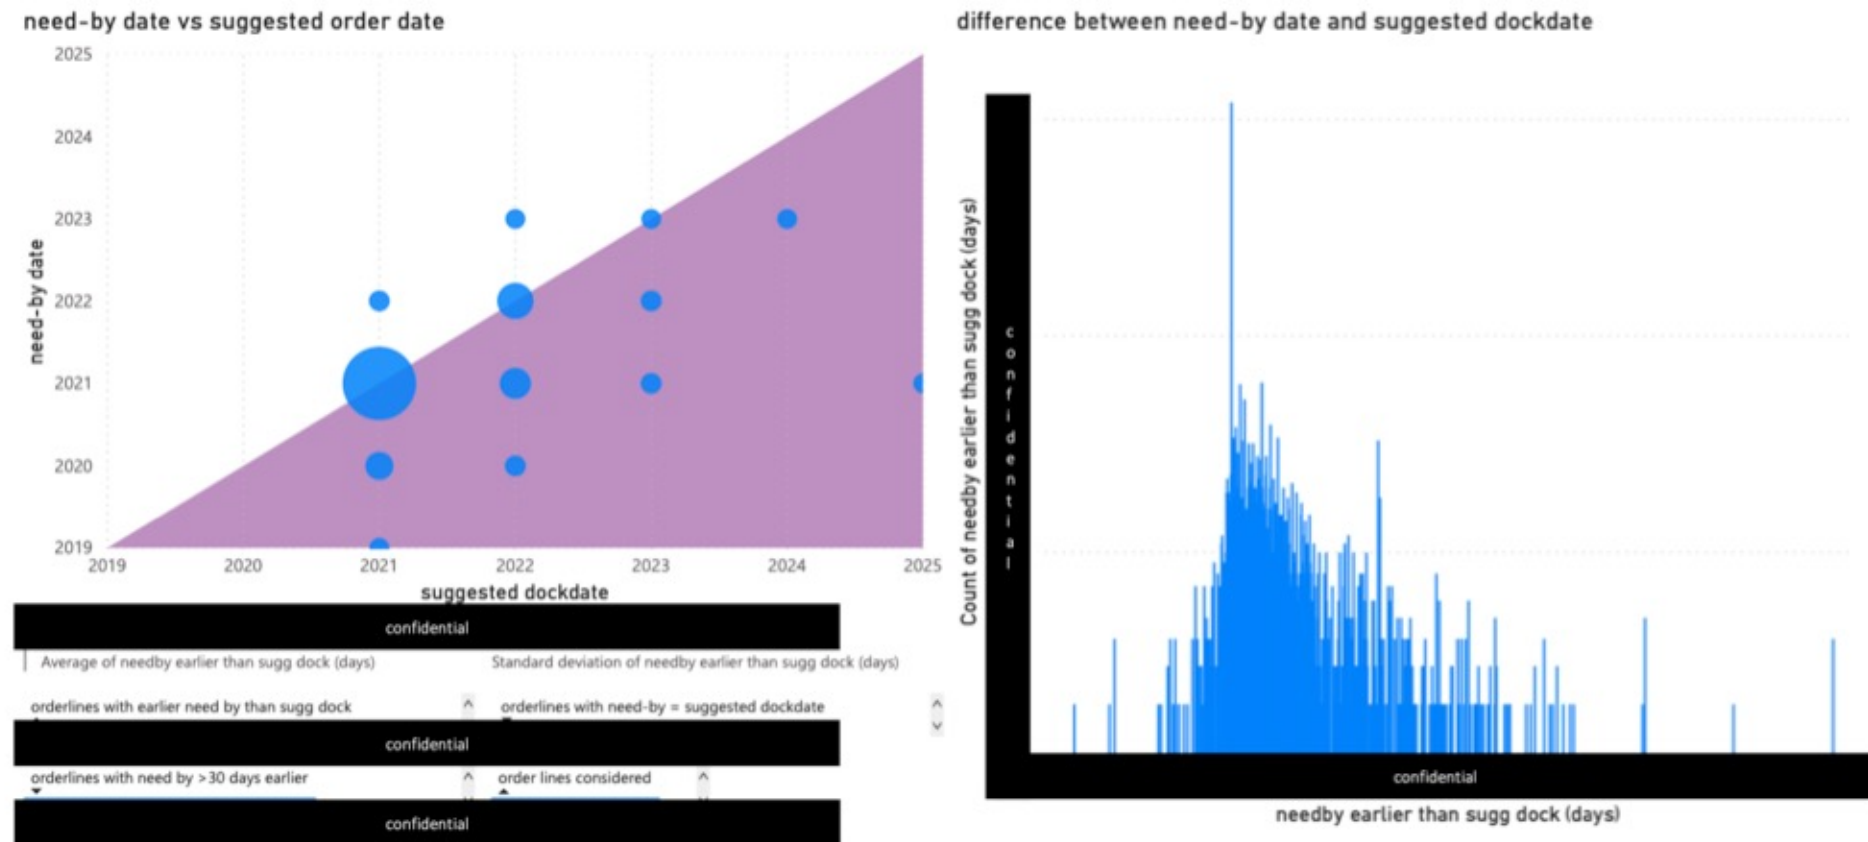 need-by date vs suggested order date
2025
2024
2023
2022
2021
2020
2019
need-by date
2019 2020 2021 2022 2023 2024 2025
suggested dockdate
confidential
Average of needby earlier than sugg dock (days)
Standard deviation of needby earlier than sugg dock (days)
orderlines with earlier need by than sugg dock
orderlines with need-by = suggested dockdate
confidential
orderlines with need by >30 days earlier
order lines considered
confidential
difference between need-by date and suggested dockdate
Count of needby earlier than sugg dock (days)
confidential
confidential
needby earlier than sugg dock (days)